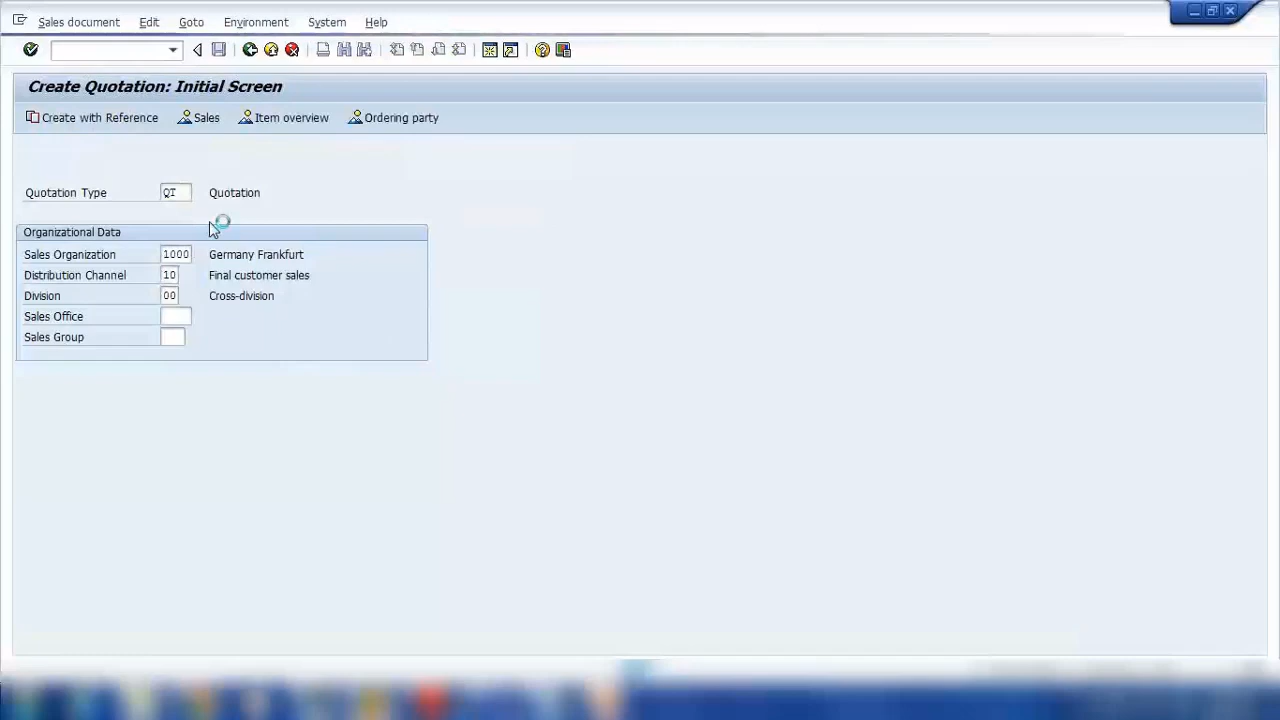 Sales document Edit Goto Environment System Help
Create Quotation: Initial Screen
Create with Reference Sales Item overview Ordering party
Quotation Type QT Quotation
Organizational Data
Sales Organization 1000 Germany Frankfurt
Distribution Channel 10 Final customer sales
Division 00 Cross-division
Sales Office
Sales Group